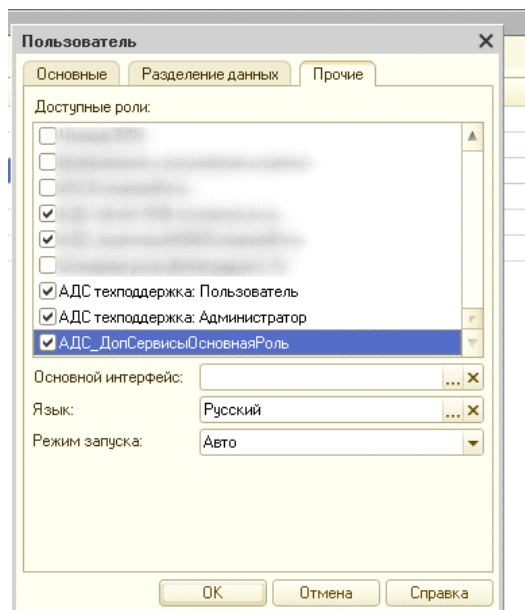 Пользователь
Основные
Разделение данных
Прочие
Доступные роли:
АДС техподдержка: Пользователь
АДС техподдержка: Администратор
АДС_ДопСервисыОсновнаяРоль
Основной интерфейс:
...
Язык:
Русский
...
Режим запуска:
Авто
OK
Отмена
Справка